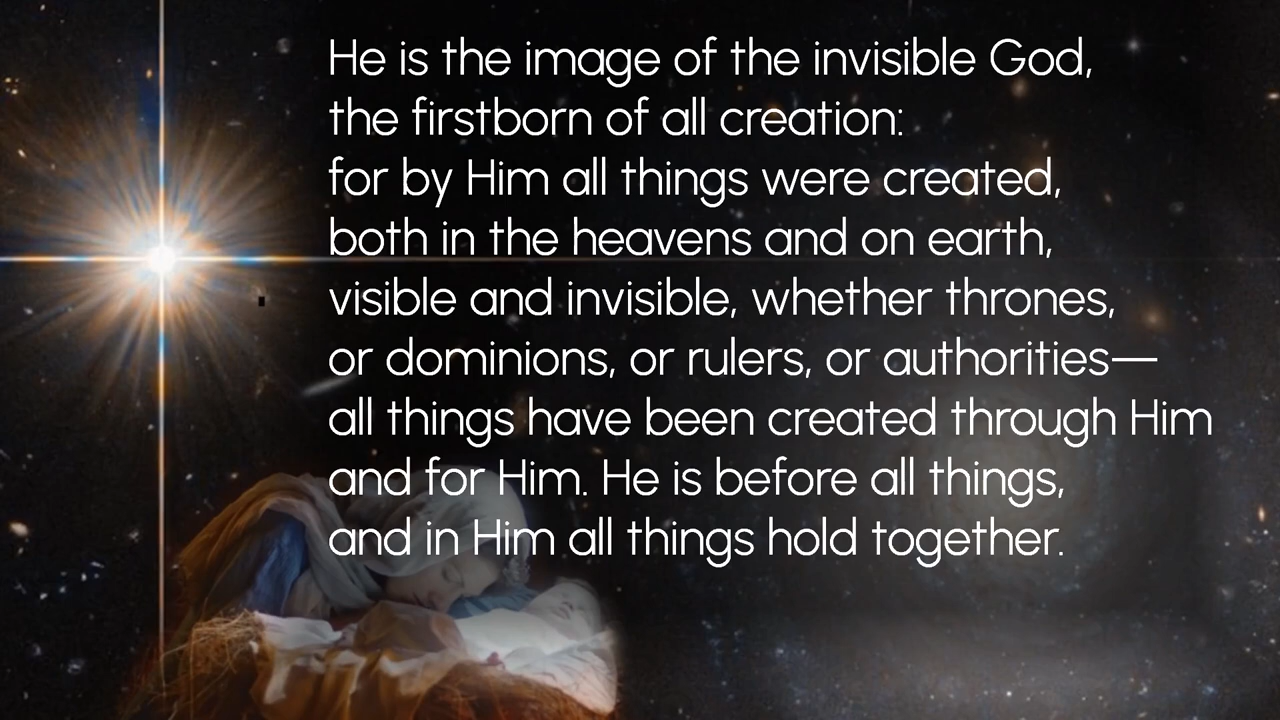 He is the image of the invisible God,
the firstborn of all creation:
for by Him all things were created,
both in the heavens and on earth,
visible and invisible, whether thrones,
or dominions, or rulers, or authorities—
all things have been created through Him
and for Him. He is before all things,
and in Him all things hold together.